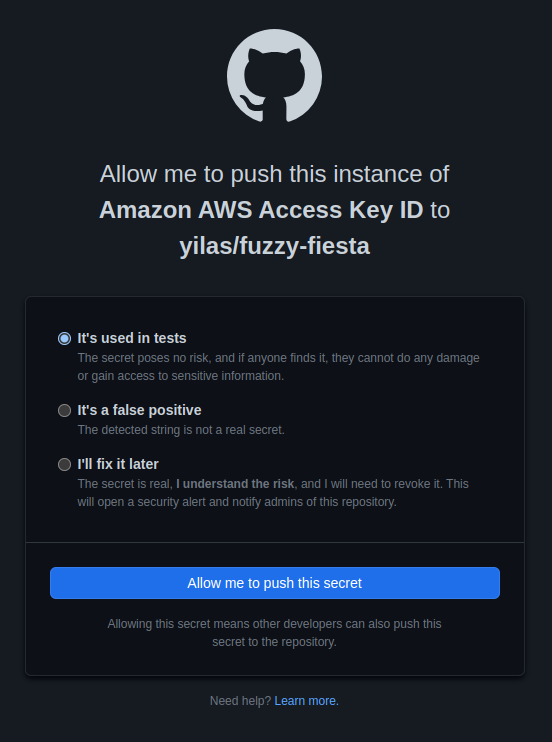 Allow me to push this instance of
Amazon AWS Access Key ID to
yilas/fuzzy-fiesta
It's used in tests
The secret poses no risk, and if anyone finds it, they cannot do any damage
or gain access to sensitive information.
It's a false positive
The detected string is not a real secret.
I'll fix it later
The secret is real, I understand the risk, and I will need to revoke it. This
will open a security alert and notify admins of this repository.
Allow me to push this secret
Allowing this secret means other developers can also push this
secret to the repository.
Need help? Learn more.